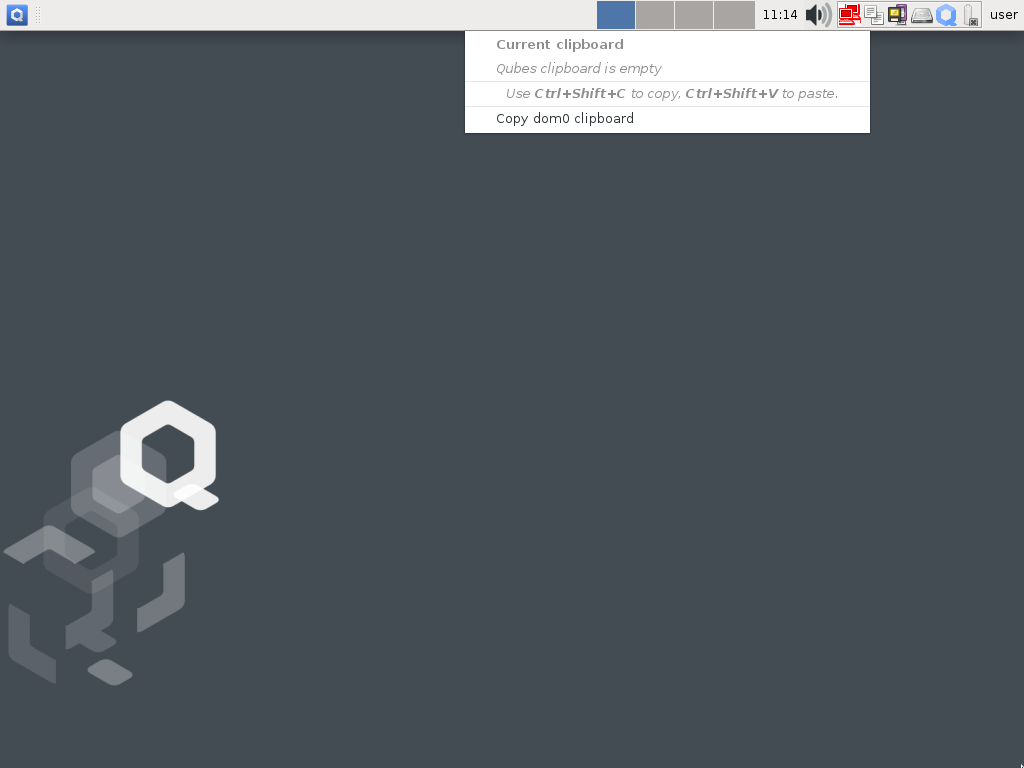 11:14
user
Current clipboard
Qubes clipboard is empty
Use Ctrl+Shift+C to copy, Ctrl+Shift+V to paste.
Copy dom0 clipboard